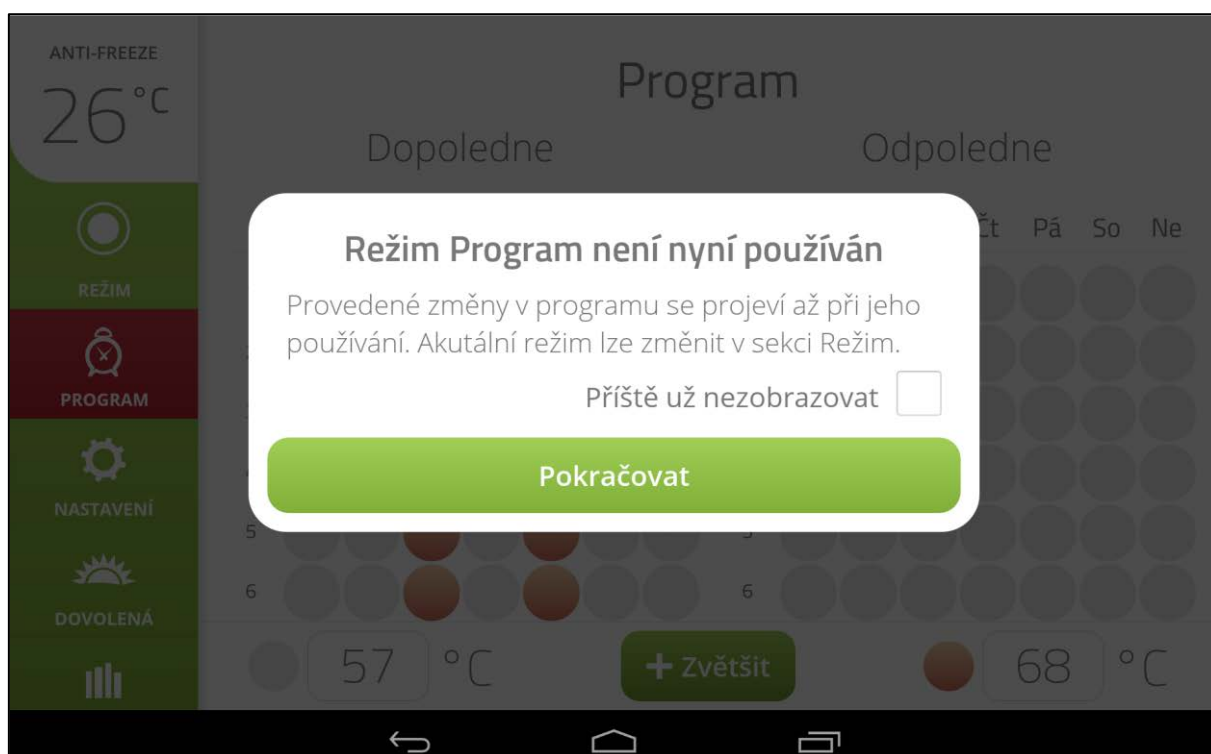 ANTI-FREEZE
26 °C
REŽIM
PROGRAM
NASTAVENÍ
DOVOLENÁ
Program
Dopoledne
Odpoledne
Čt Pá So Ne
Režim Program není nyní používán
Provedené změny v programu se projeví až při jeho
používání. Akutální režim lze změnit v sekci Režim.
Příště už nezobrazovat
Pokračovat
5
6 6
57 °C + Zvětšit 68 °C